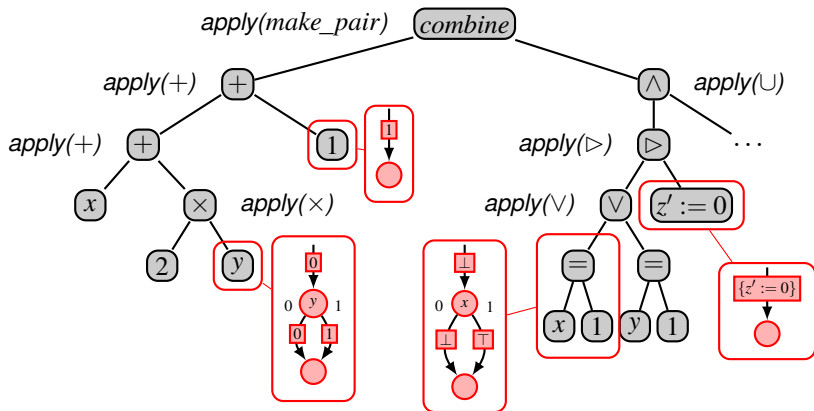 apply(make_pair) combine
apply(+) + ∧ apply(∪)
apply(+) + 1 1 apply(▷) ▷ ...
x × apply(×) apply(∨) ∨ z′ := 0
2 y 0 ⊥ = =
0 y 1 0 x 1 {z′ := 0}
x 1 y 1
0 1 ⊥ ⊤